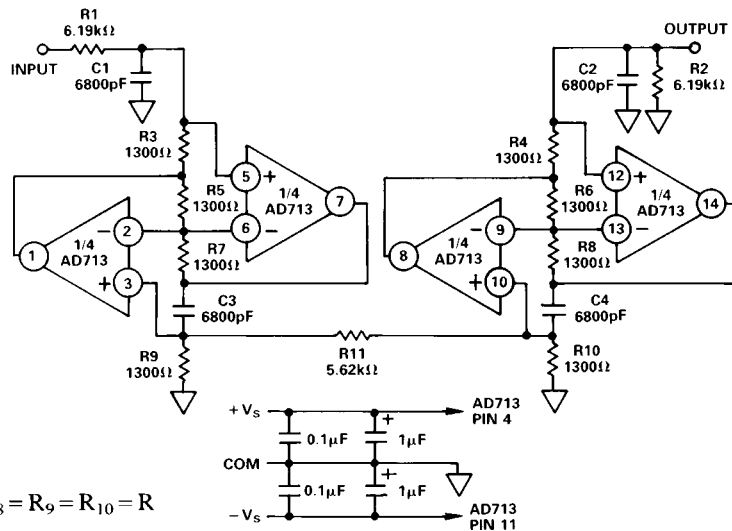 R1
6.19kΩ
INPUT
C1
6800pF
R3
1300Ω
R5
1300Ω
R7
1300Ω
C3
6800pF
R9
1300Ω
1
1/4
AD713
−
2
+
3
5
+
6
−
1/4
AD713
7
R11
5.62kΩ
OUTPUT
C2
6800pF
R2
6.19kΩ
R4
1300Ω
R6
1300Ω
R8
1300Ω
C4
6800pF
R10
1300Ω
8
1/4
AD713
−
9
+
10
12
+
13
−
1/4
AD713
14
+VS
0.1μF
+
1μF
AD713
PIN 4
COM
0.1μF
+
1μF
−VS
AD713
PIN 11
8 = R9 = R10 = R